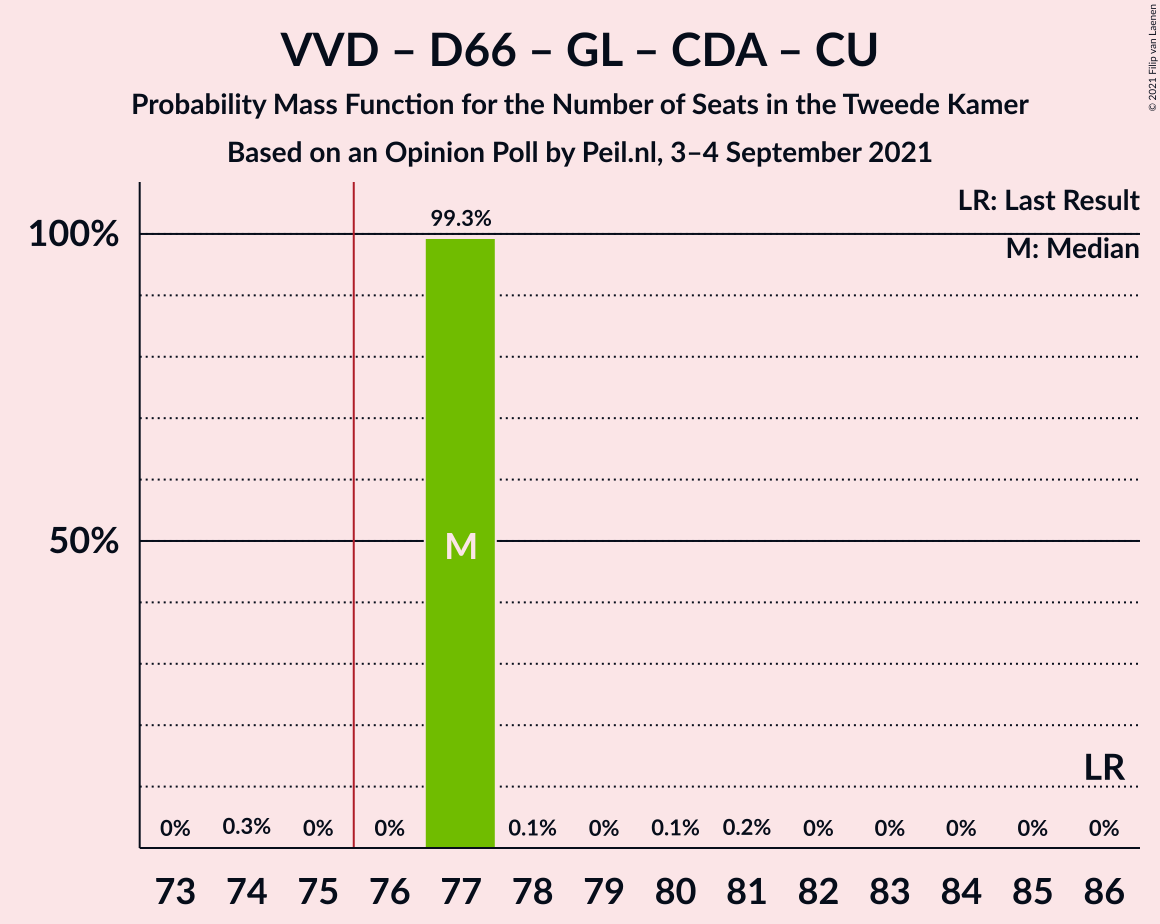 VVD – D66 – GL – CDA – CU
Probability Mass Function for the Number of Seats in the Tweede Kamer
Based on an Opinion Poll by Peil.nl, 3–4 September 2021
© 2021 Filip van Laenen
LR: Last Result
M: Median
100%
50%
99.3%
M
LR
0% 0.3% 0% 0% 0.1% 0% 0.1% 0.2% 0% 0% 0% 0% 0%
73 74 75 76 77 78 79 80 81 82 83 84 85 86